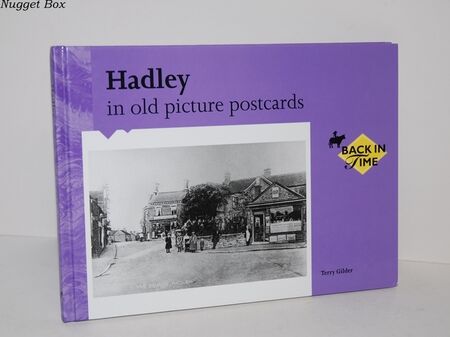 Nugget Box
Hadley
in old picture postcards
BACK IN
TIME
Terry Gilder